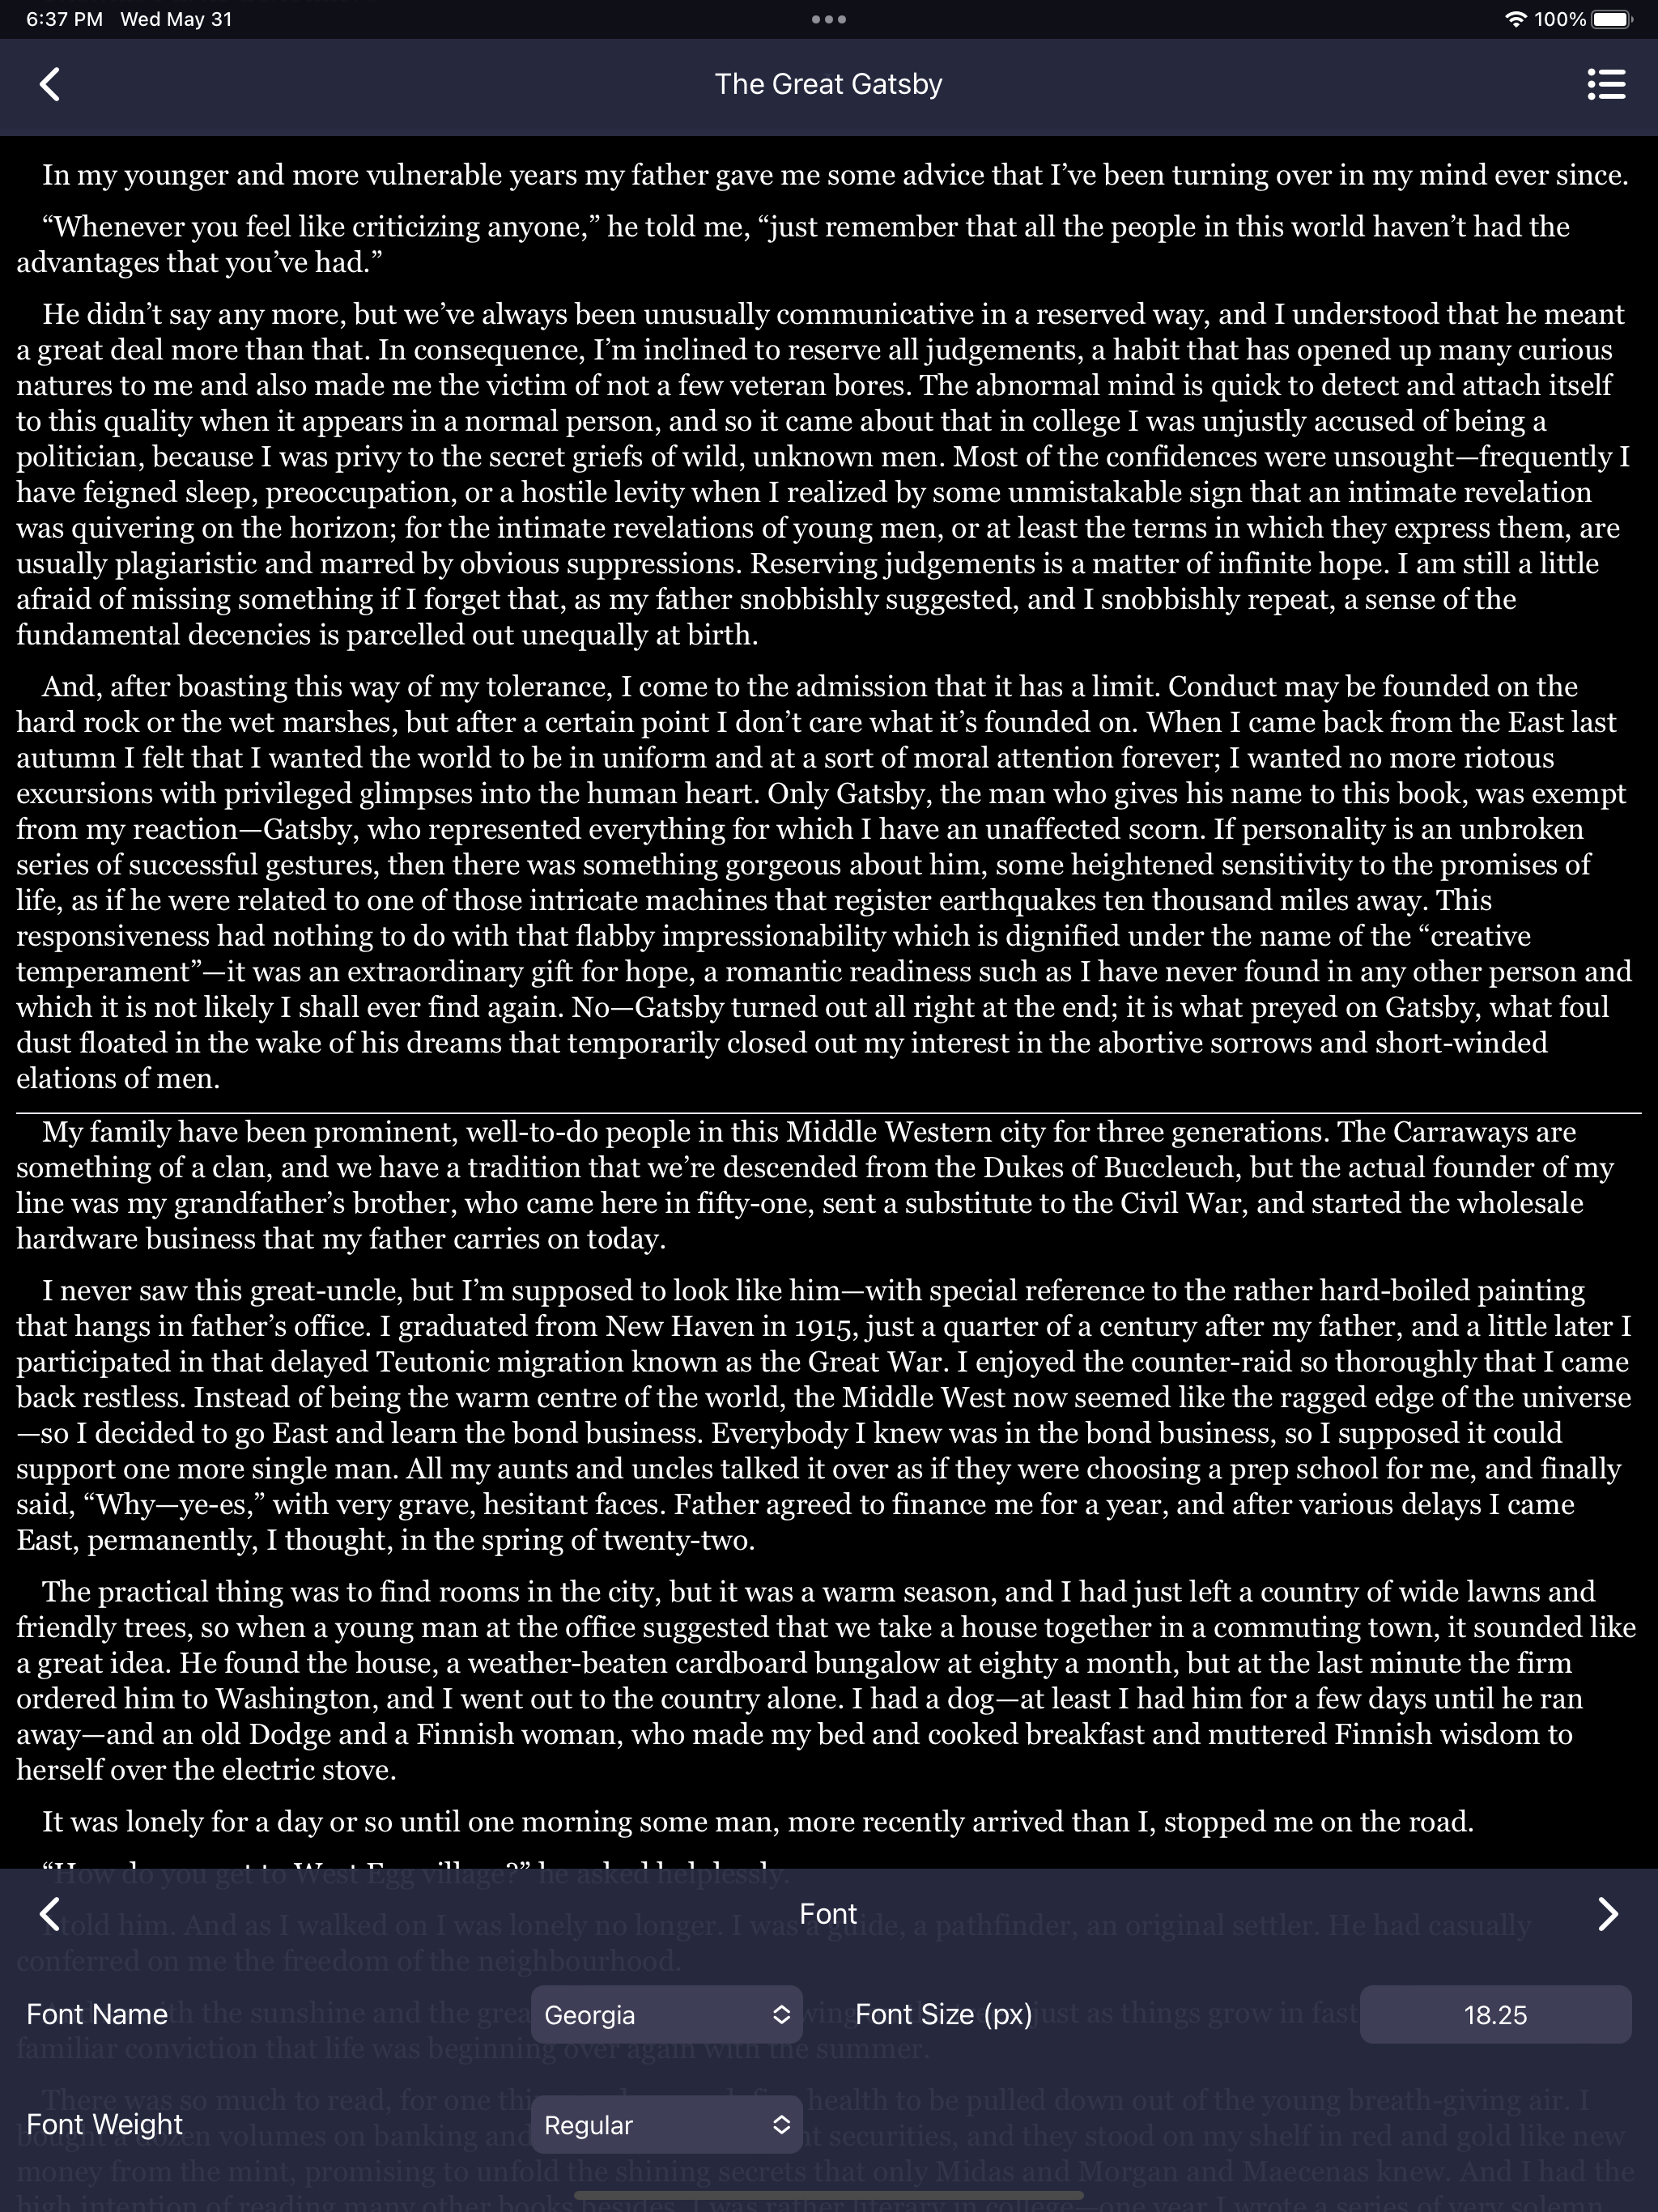 6:37 PM Wed May 31
100%
The Great Gatsby
In my younger and more vulnerable years my father gave me some advice that I’ve been turning over in my mind ever since.
“Whenever you feel like criticizing anyone,” he told me, “just remember that all the people in this world haven’t had the
advantages that you’ve had.”
He didn’t say any more, but we’ve always been unusually communicative in a reserved way, and I understood that he meant
a great deal more than that. In consequence, I’m inclined to reserve all judgements, a habit that has opened up many curious
natures to me and also made me the victim of not a few veteran bores. The abnormal mind is quick to detect and attach itself
to this quality when it appears in a normal person, and so it came about that in college I was unjustly accused of being a
politician, because I was privy to the secret griefs of wild, unknown men. Most of the confidences were unsought—frequently I
have feigned sleep, preoccupation, or a hostile levity when I realized by some unmistakable sign that an intimate revelation
was quivering on the horizon; for the intimate revelations of young men, or at least the terms in which they express them, are
usually plagiaristic and marred by obvious suppressions. Reserving judgements is a matter of infinite hope. I am still a little
afraid of missing something if I forget that, as my father snobbishly suggested, and I snobbishly repeat, a sense of the
fundamental decencies is parcelled out unequally at birth.
And, after boasting this way of my tolerance, I come to the admission that it has a limit. Conduct may be founded on the
hard rock or the wet marshes, but after a certain point I don’t care what it’s founded on. When I came back from the East last
autumn I felt that I wanted the world to be in uniform and at a sort of moral attention forever; I wanted no more riotous
excursions with privileged glimpses into the human heart. Only Gatsby, the man who gives his name to this book, was exempt
from my reaction—Gatsby, who represented everything for which I have an unaffected scorn. If personality is an unbroken
series of successful gestures, then there was something gorgeous about him, some heightened sensitivity to the promises of
life, as if he were related to one of those intricate machines that register earthquakes ten thousand miles away. This
responsiveness had nothing to do with that flabby impressionability which is dignified under the name of the “creative
temperament”—it was an extraordinary gift for hope, a romantic readiness such as I have never found in any other person and
which it is not likely I shall ever find again. No—Gatsby turned out all right at the end; it is what preyed on Gatsby, what foul
dust floated in the wake of his dreams that temporarily closed out my interest in the abortive sorrows and short-winded
elations of men.
My family have been prominent, well-to-do people in this Middle Western city for three generations. The Carraways are
something of a clan, and we have a tradition that we’re descended from the Dukes of Buccleuch, but the actual founder of my
line was my grandfather’s brother, who came here in fifty-one, sent a substitute to the Civil War, and started the wholesale
hardware business that my father carries on today.
I never saw this great-uncle, but I’m supposed to look like him—with special reference to the rather hard-boiled painting
that hangs in father’s office. I graduated from New Haven in 1915, just a quarter of a century after my father, and a little later I
participated in that delayed Teutonic migration known as the Great War. I enjoyed the counter-raid so thoroughly that I came
back restless. Instead of being the warm centre of the world, the Middle West now seemed like the ragged edge of the universe
—so I decided to go East and learn the bond business. Everybody I knew was in the bond business, so I supposed it could
support one more single man. All my aunts and uncles talked it over as if they were choosing a prep school for me, and finally
said, “Why—ye-es,” with very grave, hesitant faces. Father agreed to finance me for a year, and after various delays I came
East, permanently, I thought, in the spring of twenty-two.
The practical thing was to find rooms in the city, but it was a warm season, and I had just left a country of wide lawns and
friendly trees, so when a young man at the office suggested that we take a house together in a commuting town, it sounded like
a great idea. He found the house, a weather-beaten cardboard bungalow at eighty a month, but at the last minute the firm
ordered him to Washington, and I went out to the country alone. I had a dog—at least I had him for a few days until he ran
away—and an old Dodge and a Finnish woman, who made my bed and cooked breakfast and muttered Finnish wisdom to
herself over the electric stove.
It was lonely for a day or so until one morning some man, more recently arrived than I, stopped me on the road.
“How do you get to West Egg village?” he asked helplessly.
Font
told him. And as I walked on I was lonely no longer. I was a guide, a pathfinder, an original settler. He had casually
conferred on me the freedom of the neighbourhood.
Font Name
Georgia
Font Size (px)
18.25
the sunshine and the just as things grow in fast
familiar conviction that life was beginning over again with the summer.
There was so much to read, for one health to be pulled down out of the young breath-giving air. I
Font Weight
Regular
volumes on banking and securities, and they stood on my shelf in red and gold like new
money from the mint, promising to unfold the shining secrets that only Midas and Morgan and Maecenas knew. And I had the
high intention of reading many other books besides. I was rather literary in college—one year I wrote a series of very solemn